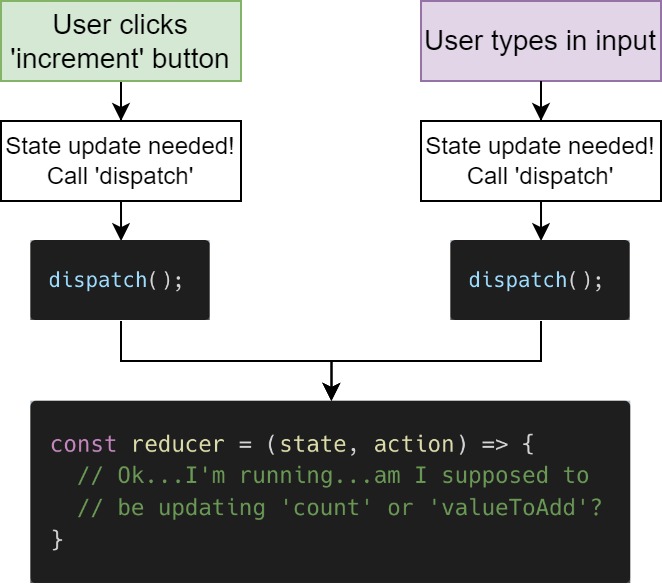 User clicks
'increment' button
User types in input
State update needed!
Call 'dispatch'
State update needed!
Call 'dispatch'
dispatch();
dispatch();
const reducer = (state, action) => {
  // Ok...I'm running...am I supposed to
  // be updating 'count' or 'valueToAdd'?
}